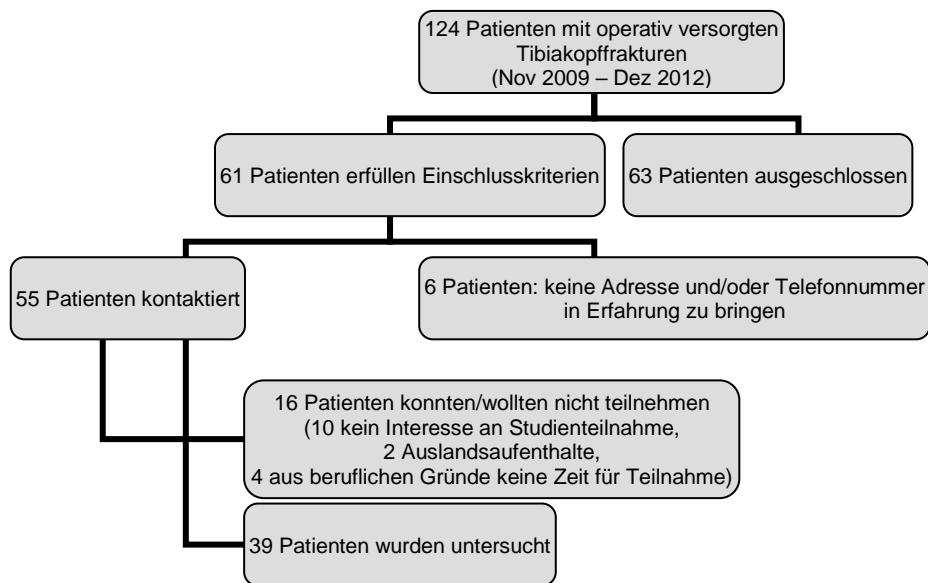 124 Patienten mit operativ versorgten
Tibiakopffrakturen
(Nov 2009 – Dez 2012)
61 Patienten erfüllen Einschlusskriterien
63 Patienten ausgeschlossen
55 Patienten kontaktiert
6 Patienten: keine Adresse und/oder Telefonnummer
in Erfahrung zu bringen
16 Patienten konnten/wollten nicht teilnehmen
(10 kein Interesse an Studienteilnahme,
2 Auslandsaufenthalte,
4 aus beruflichen Gründe keine Zeit für Teilnahme)
39 Patienten wurden untersucht